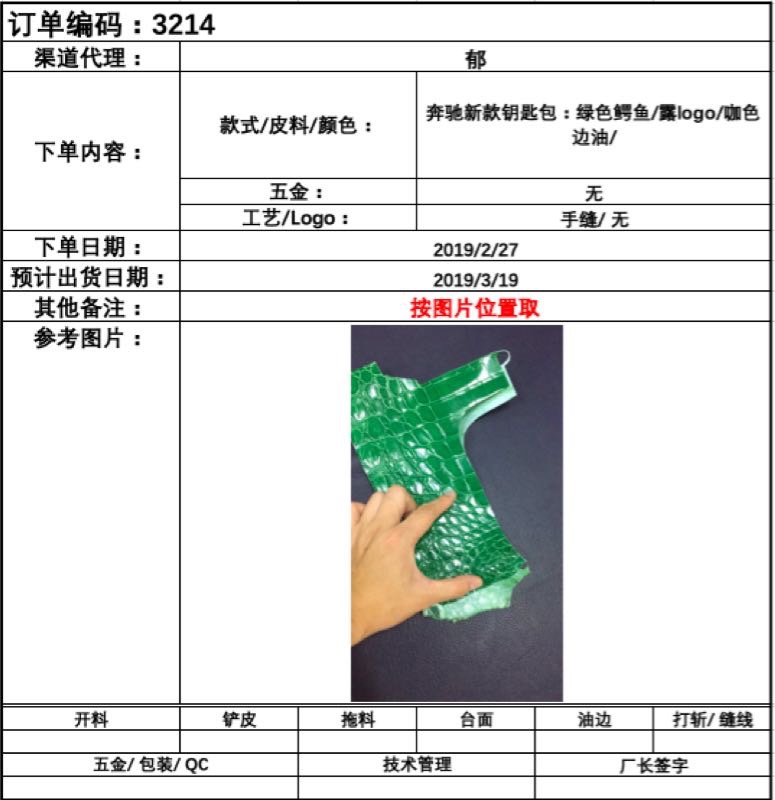 订单编码：3214
渠道代理：
郁
下单内容：
款式/皮料/颜色：
奔驰新款钥匙包：绿色鳄鱼/露logo/咖色
边油/
五金：
无
工艺/Logo：
手缝/ 无
下单日期：
2019/2/27
预计出货日期：
2019/3/19
其他备注：
按图片位置取
参考图片：
开料
铲皮
拖料
台面
油边
打斩/ 缝线
五金/ 包装/ QC
技术管理
厂长签字